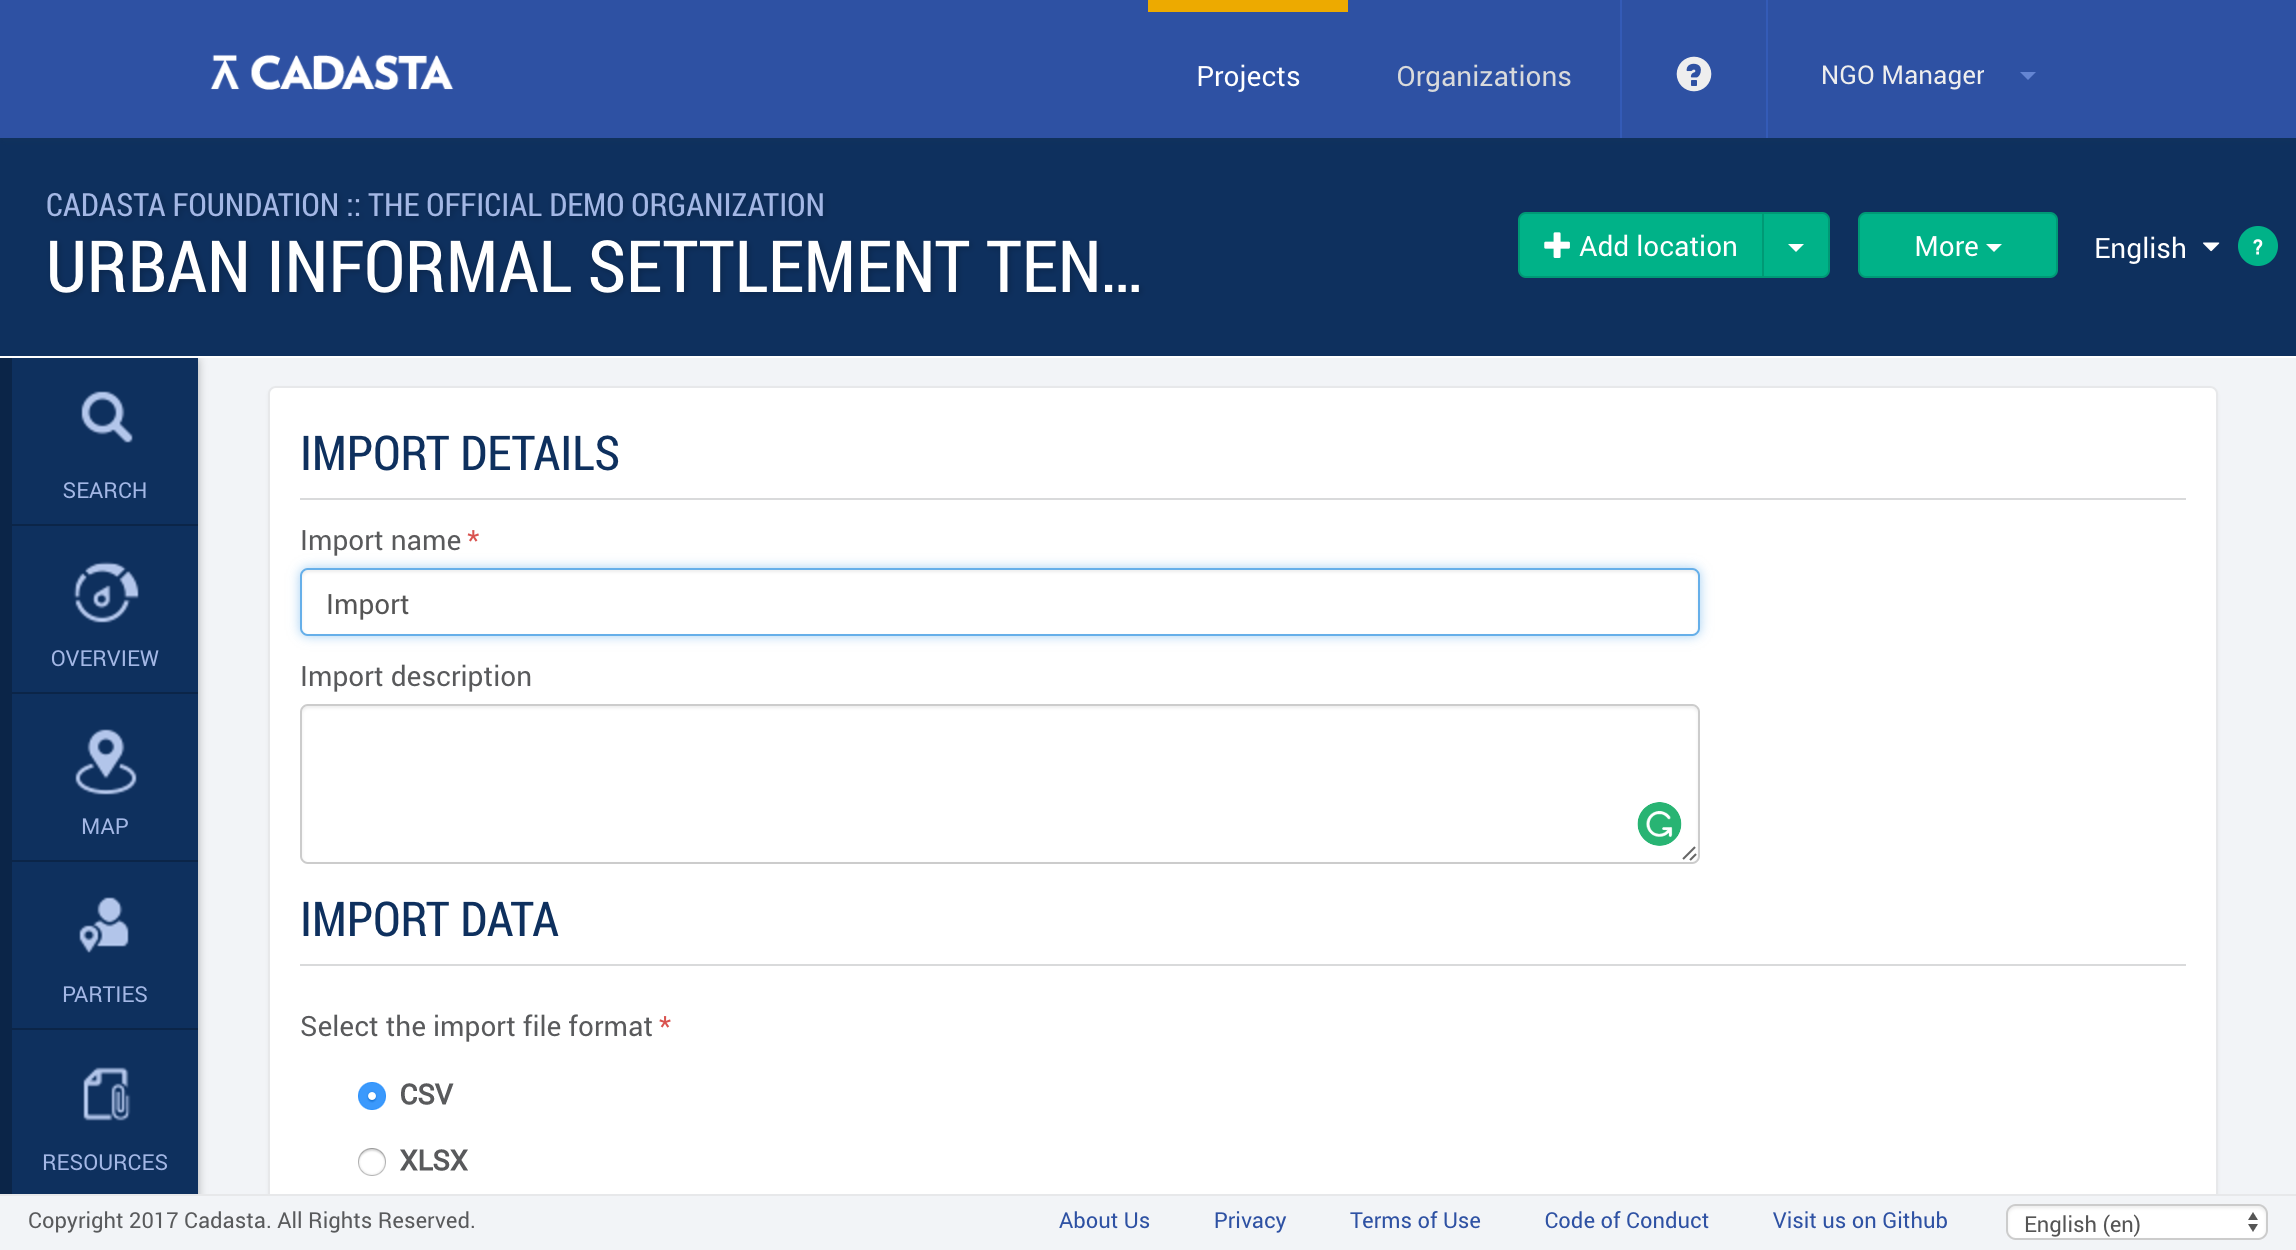 CADASTA
Projects
Organizations
?
NGO Manager
CADASTA FOUNDATION :: THE OFFICIAL DEMO ORGANIZATION
URBAN INFORMAL SETTLEMENT TEN...
Add location
More
English
?
SEARCH
OVERVIEW
MAP
PARTIES
RESOURCES
IMPORT DETAILS
Import name *
Import
Import description
IMPORT DATA
Select the import file format *
CSV
XLSX
Copyright 2017 Cadasta. All Rights Reserved.
About Us
Privacy
Terms of Use
Code of Conduct
Visit us on Github
English (en)